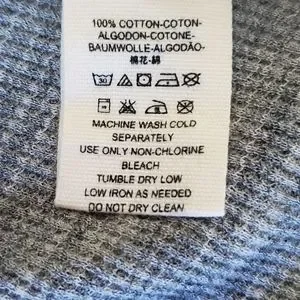 100% COTTON-COTON-
ALGODON-COTONE-
BAUMWOLLE-ALGODÃO-
棉花-綿
30
MACHINE WASH COLD
SEPARATELY
USE ONLY NON-CHLORINE
BLEACH
TUMBLE DRY LOW
LOW IRON AS NEEDED
DO NOT DRY CLEAN